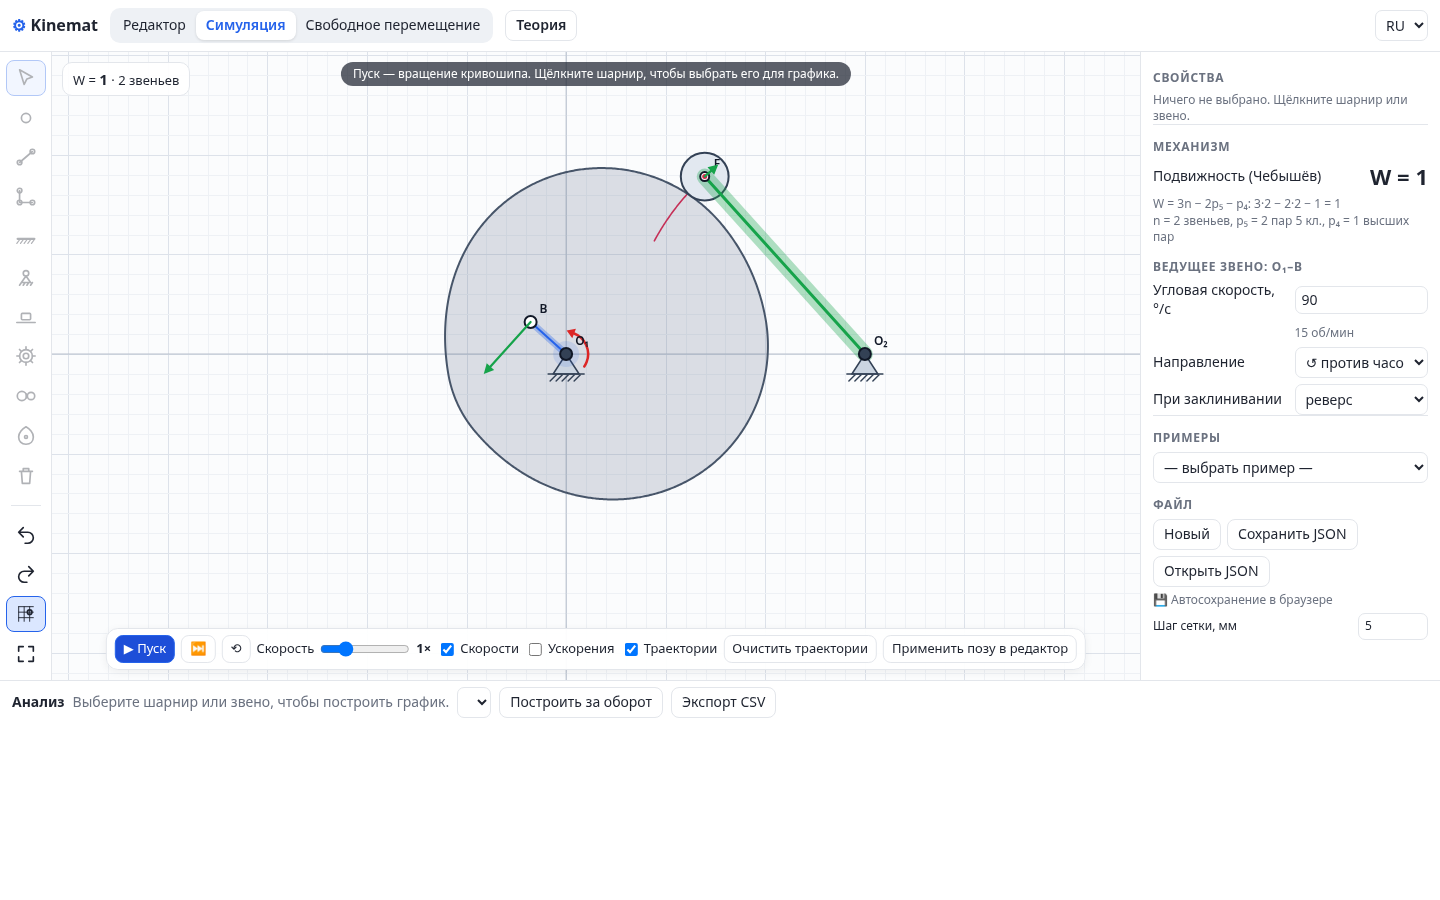 ⚙ Kinemat Редактор Симуляция Свободное перемещение Теория RU
W = 1 · 2 звеньев
Пуск — вращение кривошипа. Щёлкните шарнир, чтобы выбрать его для графика.
F
B
O₁
O₂
▶ Пуск ⏩ ⟲ Скорость 1× Скорости Ускорения Траектории Очистить траектории Применить позу в редактор
СВОЙСТВА
Ничего не выбрано. Щёлкните шарнир или
звено.
МЕХАНИЗМ
Подвижность (Чебышёв) W = 1
W = 3n − 2p₅ − p₄: 3·2 − 2·2 − 1 = 1
n = 2 звеньев, p₅ = 2 пар 5 кл., p₄ = 1 высших
пар
ВЕДУЩЕЕ ЗВЕНО: O₁–B
Угловая скорость,
°/с 90
15 об/мин
Направление ↺ против часо
При заклинивании реверс
ПРИМЕРЫ
— выбрать пример —
ФАЙЛ
Новый Сохранить JSON
Открыть JSON
💾 Автосохранение в браузере
Шаг сетки, мм 5
Анализ Выберите шарнир или звено, чтобы построить график. Построить за оборот Экспорт CSV